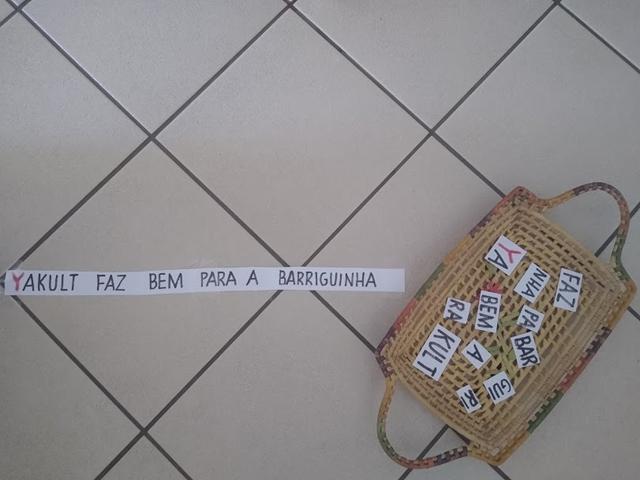 YAKULT FAZ BEM PARA A BARRIGUINHA
YA
NHA
FAZ
RA
BEM
PA
KULT
A
BAR
RI
GUI